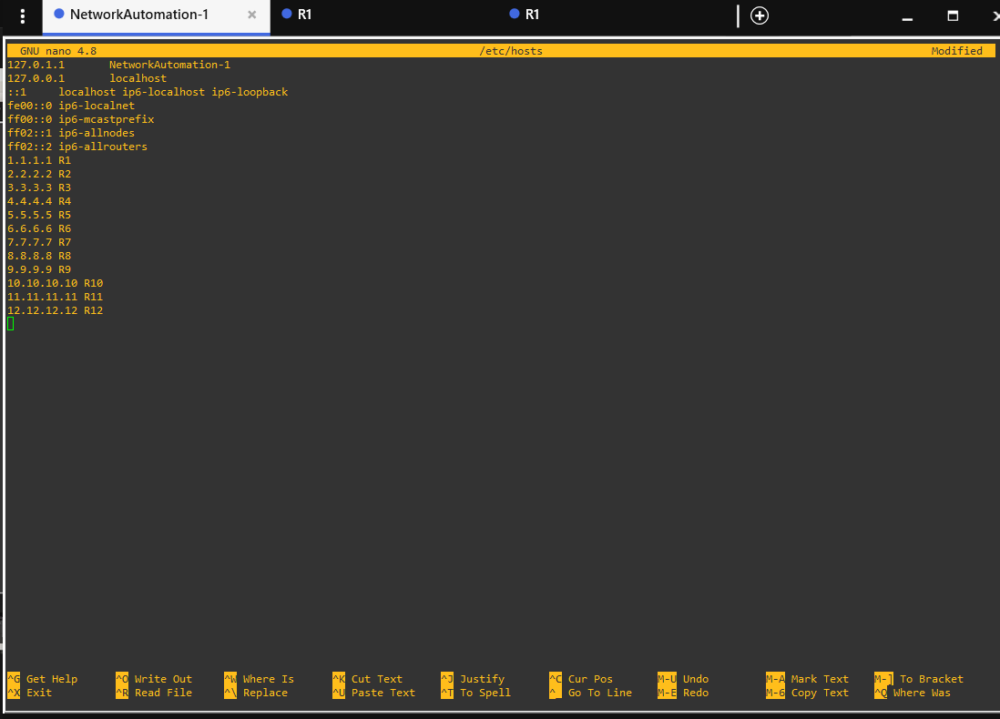 NetworkAutomation-1 R1 R1
GNU nano 4.8 /etc/hosts Modified
127.0.1.1 NetworkAutomation-1
127.0.0.1 localhost
::1 localhost ip6-localhost ip6-loopback
fe00::0 ip6-localnet
ff00::0 ip6-mcastprefix
ff02::1 ip6-allnodes
ff02::2 ip6-allrouters
1.1.1.1 R1
2.2.2.2 R2
3.3.3.3 R3
4.4.4.4 R4
5.5.5.5 R5
6.6.6.6 R6
7.7.7.7 R7
8.8.8.8 R8
9.9.9.9 R9
10.10.10.10 R10
11.11.11.11 R11
12.12.12.12 R12
^G Get Help ^O Write Out ^W Where Is ^K Cut Text ^J Justify ^C Cur Pos M-U Undo M-A Mark Text M-] To Bracket
^X Exit ^R Read File ^\ Replace ^U Paste Text ^T To Spell ^_ Go To Line M-E Redo M-6 Copy Text ^Q Where Was